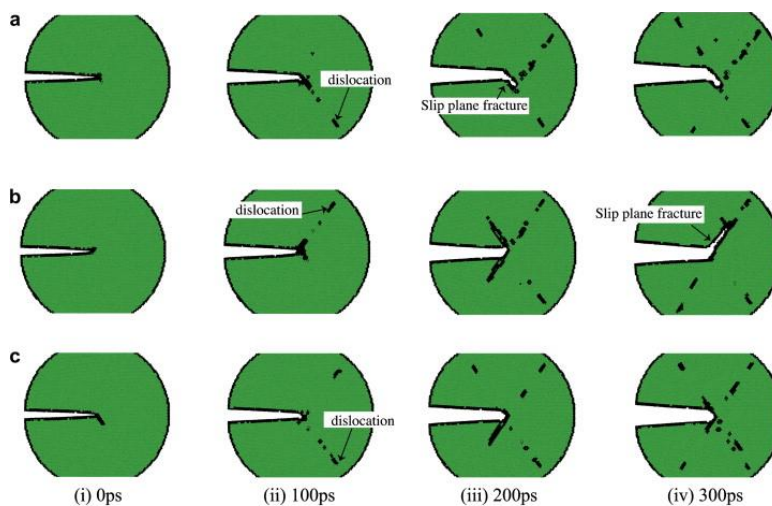 a
dislocation
Slip plane fracture
b
dislocation
Slip plane fracture
c
dislocation
(i) 0ps
(ii) 100ps
(iii) 200ps
(iv) 300ps